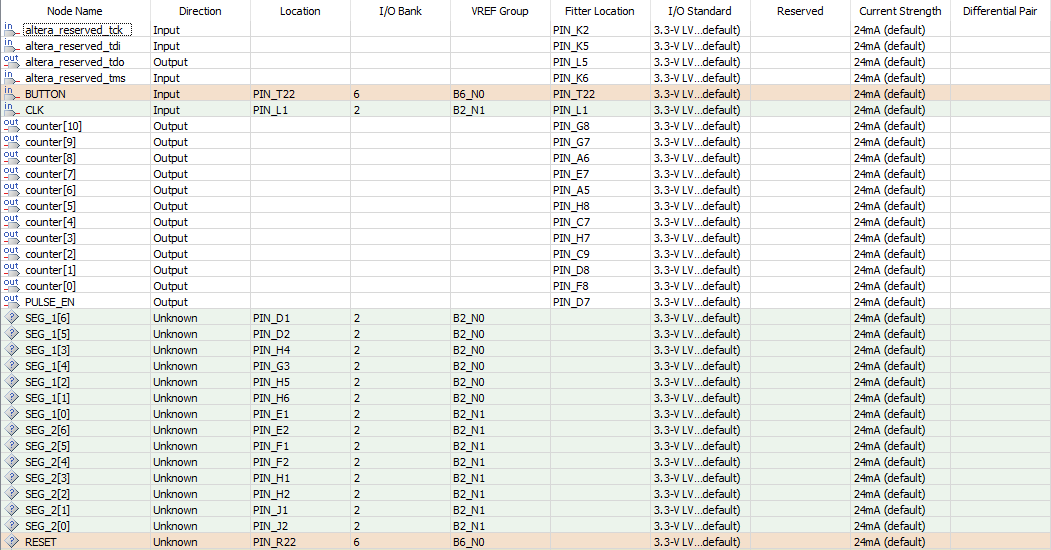 Node Name Direction Location I/O Bank VREF Group Fitter Location I/O Standard Reserved Current Strength Differential Pair
in altera_reserved_tck Input PIN_K2 3.3-V LV...default) 24mA (default)
in altera_reserved_tdi Input PIN_K5 3.3-V LV...default) 24mA (default)
out altera_reserved_tdo Output PIN_L5 3.3-V LV...default) 24mA (default)
in altera_reserved_tms Input PIN_K6 3.3-V LV...default) 24mA (default)
in BUTTON Input PIN_T22 6 B6_N0 PIN_T22 3.3-V LV...default) 24mA (default)
in CLK Input PIN_L1 2 B2_N0 PIN_L1 3.3-V LV...default) 24mA (default)
out counter[10] Output PIN_G8 3.3-V LV...default) 24mA (default)
out counter[9] Output PIN_G7 3.3-V LV...default) 24mA (default)
out counter[8] Output PIN_A6 3.3-V LV...default) 24mA (default)
out counter[7] Output PIN_E7 3.3-V LV...default) 24mA (default)
out counter[6] Output PIN_A5 3.3-V LV...default) 24mA (default)
out counter[5] Output PIN_H8 3.3-V LV...default) 24mA (default)
out counter[4] Output PIN_C7 3.3-V LV...default) 24mA (default)
out counter[3] Output PIN_H7 3.3-V LV...default) 24mA (default)
out counter[2] Output PIN_C9 3.3-V LV...default) 24mA (default)
out counter[1] Output PIN_D8 3.3-V LV...default) 24mA (default)
out counter[0] Output PIN_F8 3.3-V LV...default) 24mA (default)
out PULSE_EN Output PIN_D7 3.3-V LV...default) 24mA (default)
? SEG_1[6] Unknown PIN_D1 2 B2_N0 3.3-V LV...default) 24mA (default)
? SEG_1[5] Unknown PIN_D2 2 B2_N0 3.3-V LV...default) 24mA (default)
? SEG_1[3] Unknown PIN_H4 2 B2_N0 3.3-V LV...default) 24mA (default)
? SEG_1[4] Unknown PIN_G3 2 B2_N0 3.3-V LV...default) 24mA (default)
? SEG_1[2] Unknown PIN_H5 2 B2_N0 3.3-V LV...default) 24mA (default)
? SEG_1[1] Unknown PIN_H6 2 B2_N0 3.3-V LV...default) 24mA (default)
? SEG_1[0] Unknown PIN_E1 2 B2_N1 3.3-V LV...default) 24mA (default)
? SEG_2[6] Unknown PIN_E2 2 B2_N1 3.3-V LV...default) 24mA (default)
? SEG_2[5] Unknown PIN_F1 2 B2_N1 3.3-V LV...default) 24mA (default)
? SEG_2[4] Unknown PIN_F2 2 B2_N1 3.3-V LV...default) 24mA (default)
? SEG_2[3] Unknown PIN_H1 2 B2_N1 3.3-V LV...default) 24mA (default)
? SEG_2[2] Unknown PIN_H2 2 B2_N1 3.3-V LV...default) 24mA (default)
? SEG_2[1] Unknown PIN_J1 2 B2_N1 3.3-V LV...default) 24mA (default)
? SEG_2[0] Unknown PIN_J2 2 B2_N1 3.3-V LV...default) 24mA (default)
? RESET Unknown PIN_R22 6 B6_N0 3.3-V LV...default) 24mA (default)